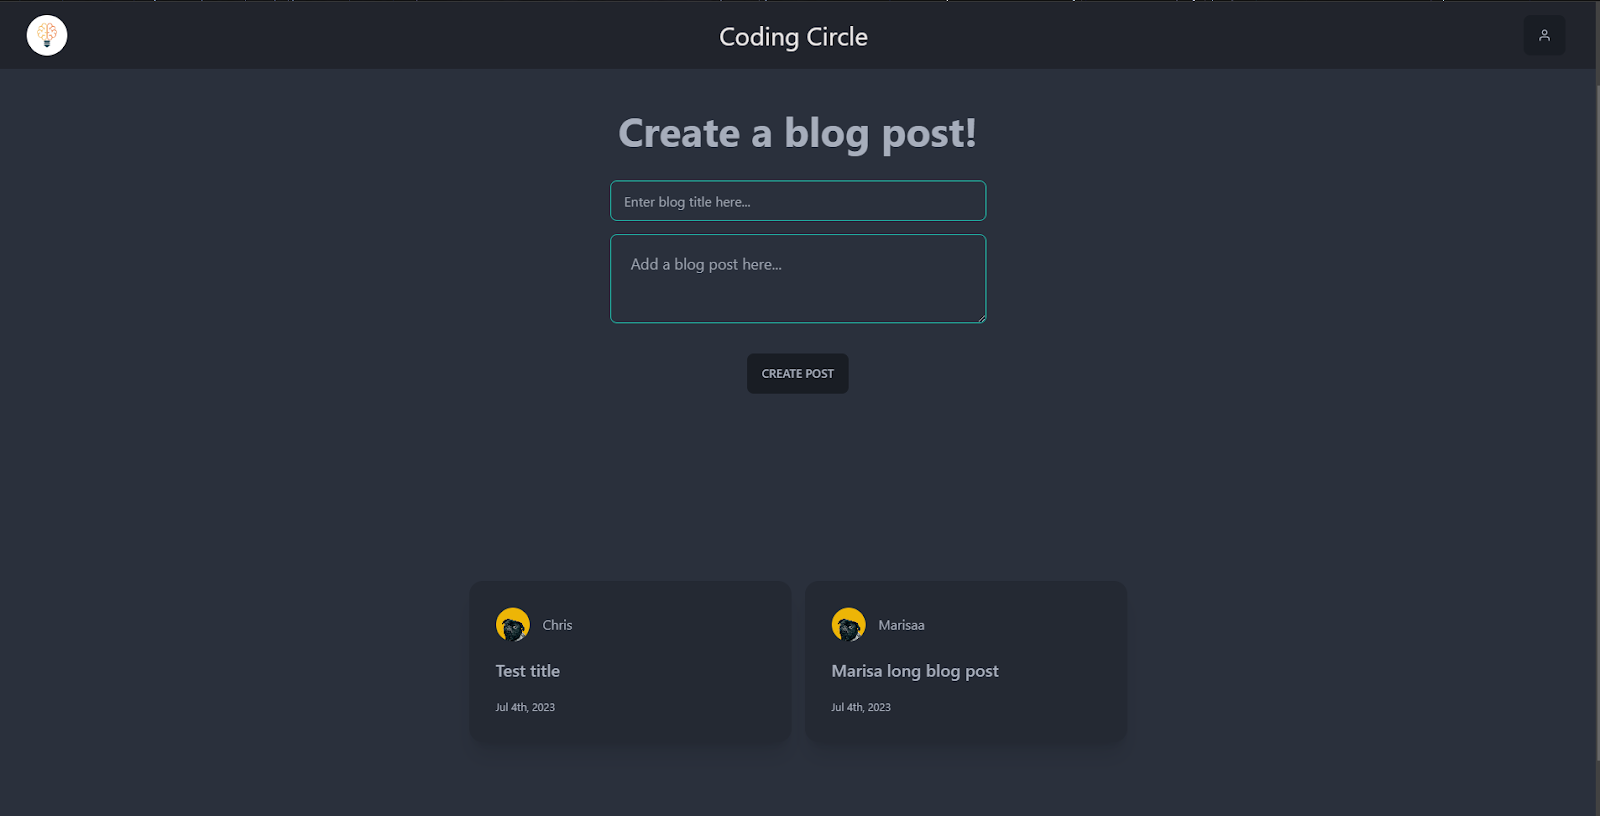 Coding Circle
Create a blog post!
Enter blog title here...
Add a blog post here...
CREATE POST
Chris
Test title
Jul 4th, 2023
Marisaa
Marisa long blog post
Jul 4th, 2023